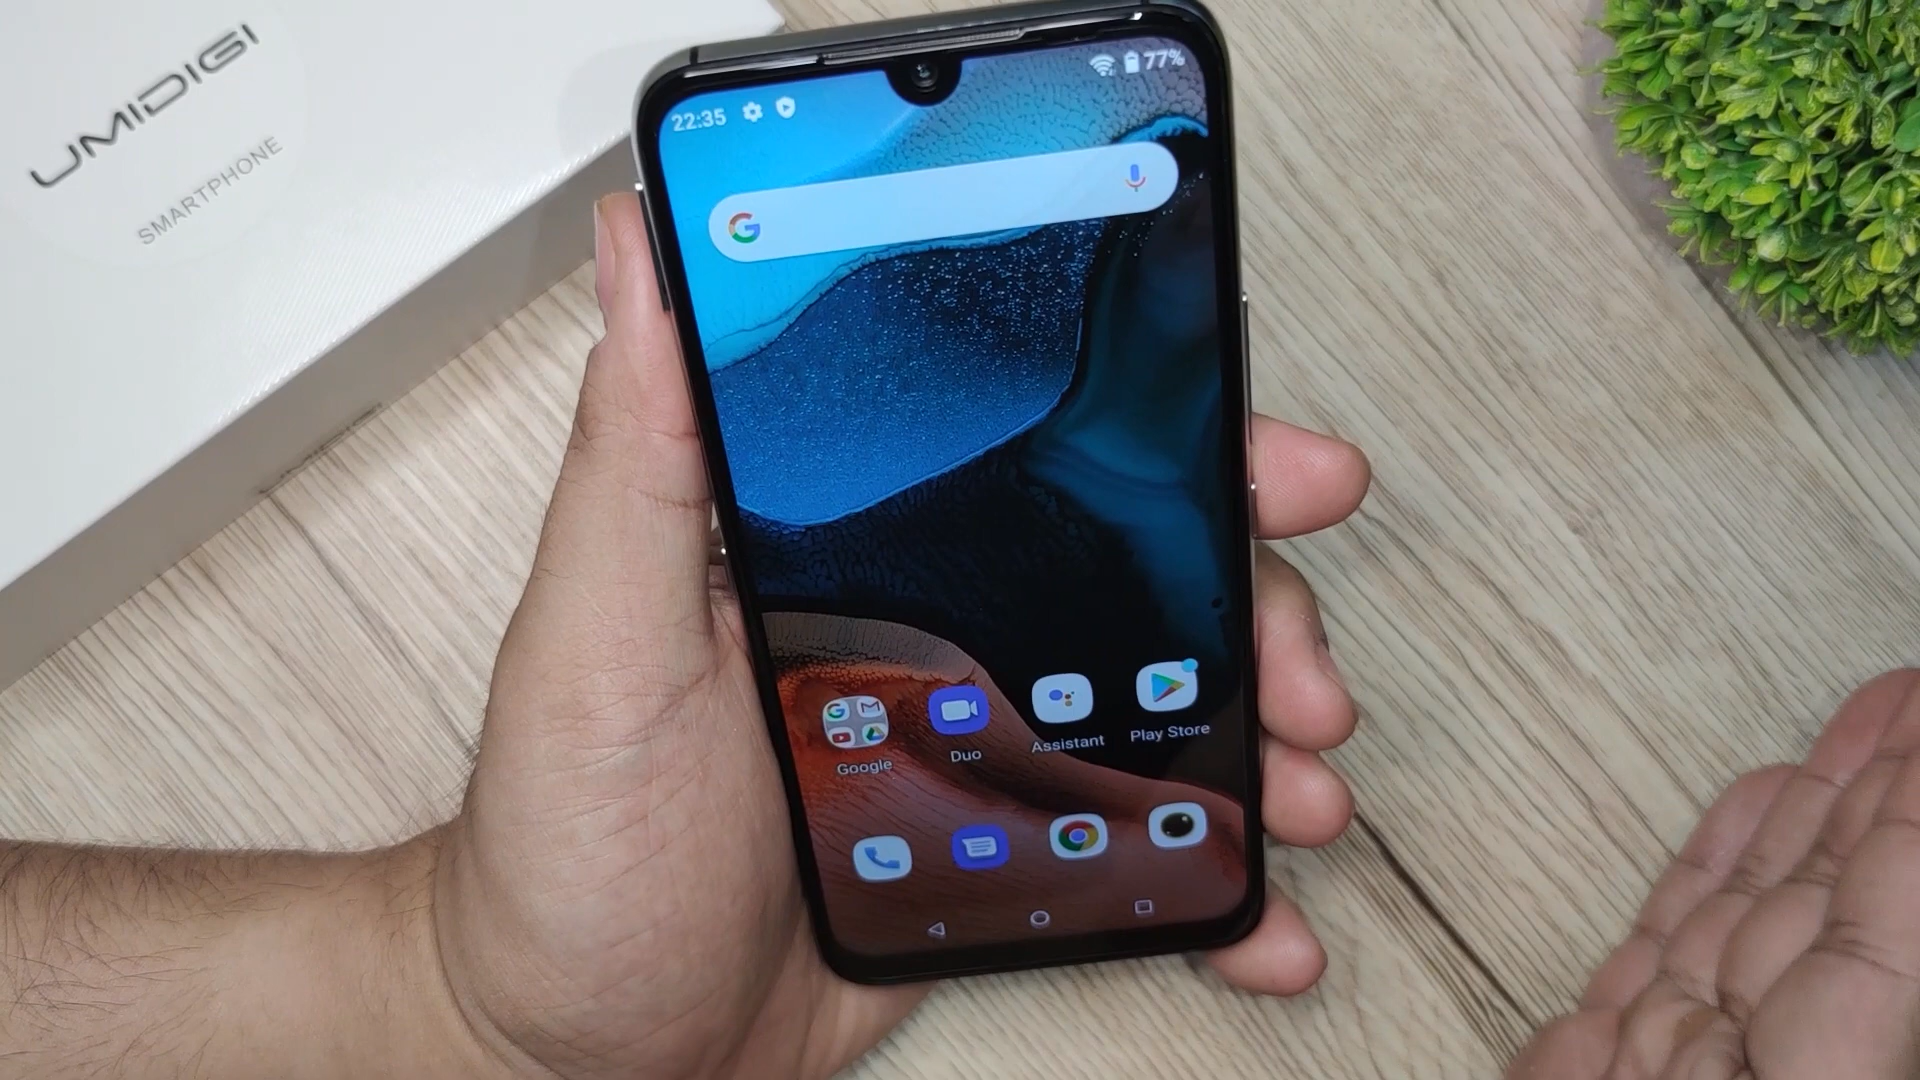 UMIDIGI
SMARTPHONE
22:35
77%
Google
Duo
Assistant
Play Store